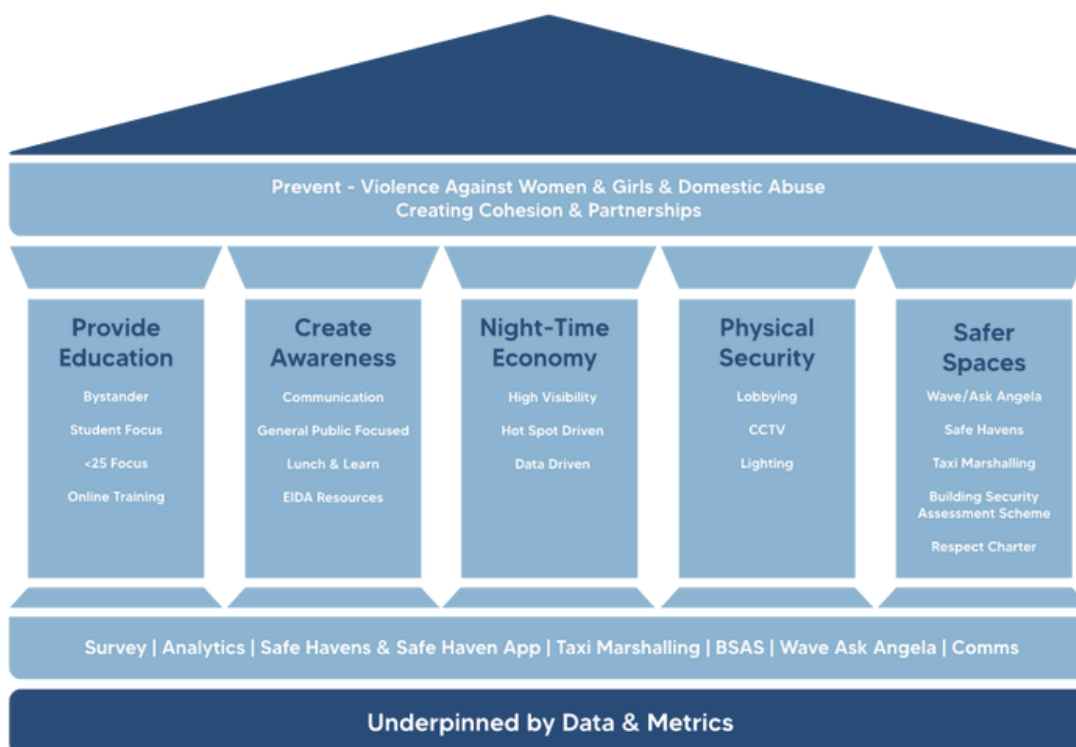 Prevent - Violence Against Women & Girls & Domestic Abuse
Creating Cohesion & Partnerships
Provide
Education
Bystander
Student Focus
<25 Focus
Online Training
Create
Awareness
Communication
General Public Focused
Lunch & Learn
EIDA Resources
Night-Time
Economy
High Visibility
Hot Spot Driven
Data Driven
Physical
Security
Lobbying
CCTV
Lighting
Safer
Spaces
Wave/Ask Angela
Safe Havens
Taxi Marshalling
Building Security
Assessment Scheme
Respect Charter
Survey | Analytics | Safe Havens & Safe Haven App | Taxi Marshalling | BSAS | Wave Ask Angela | Comms
Underpinned by Data & Metrics